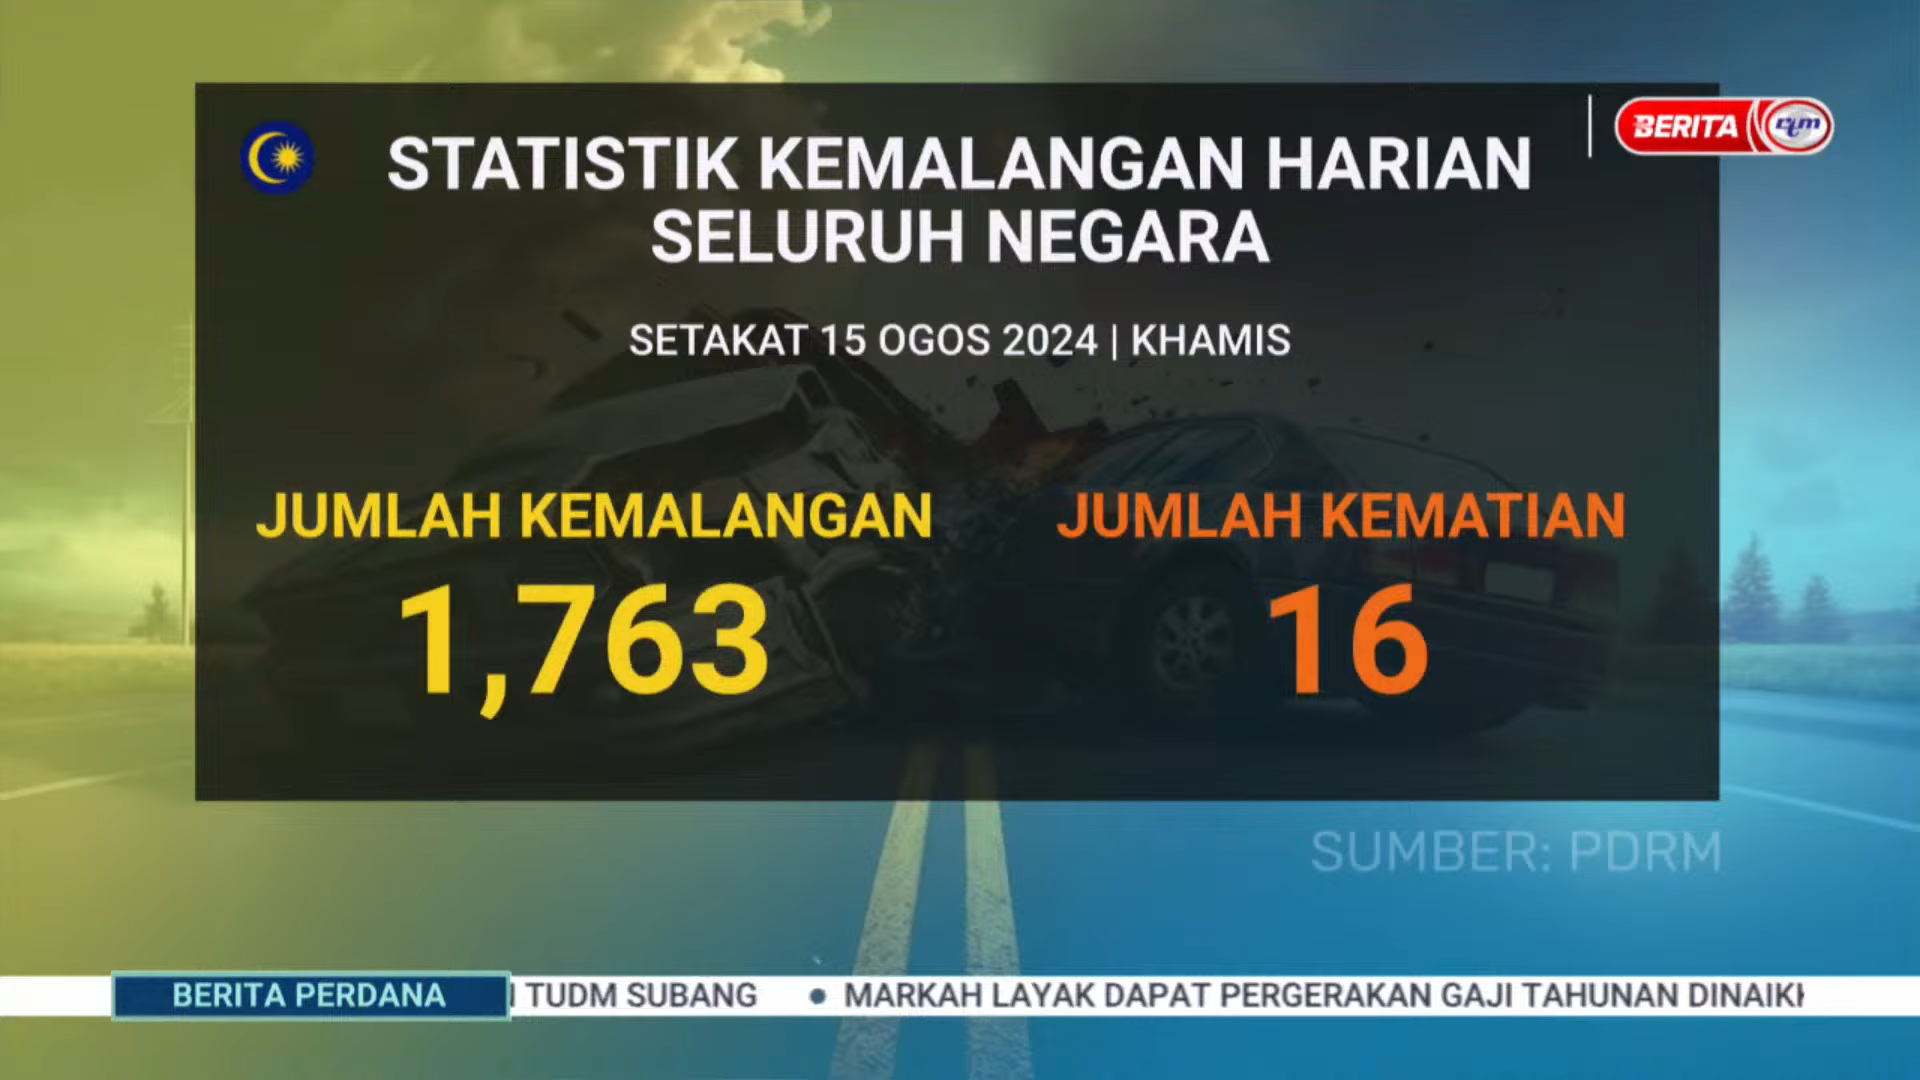 STATISTIK KEMALANGAN HARIAN
SELURUH NEGARA
BERITA rtm
SETAKAT 15 OGOS 2024 | KHAMIS
JUMLAH KEMALANGAN
1,763
JUMLAH KEMATIAN
16
SUMBER: PDRM
BERITA PERDANA
TUDM SUBANG • MARKAH LAYAK DAPAT PERGERAKAN GAJI TAHUNAN